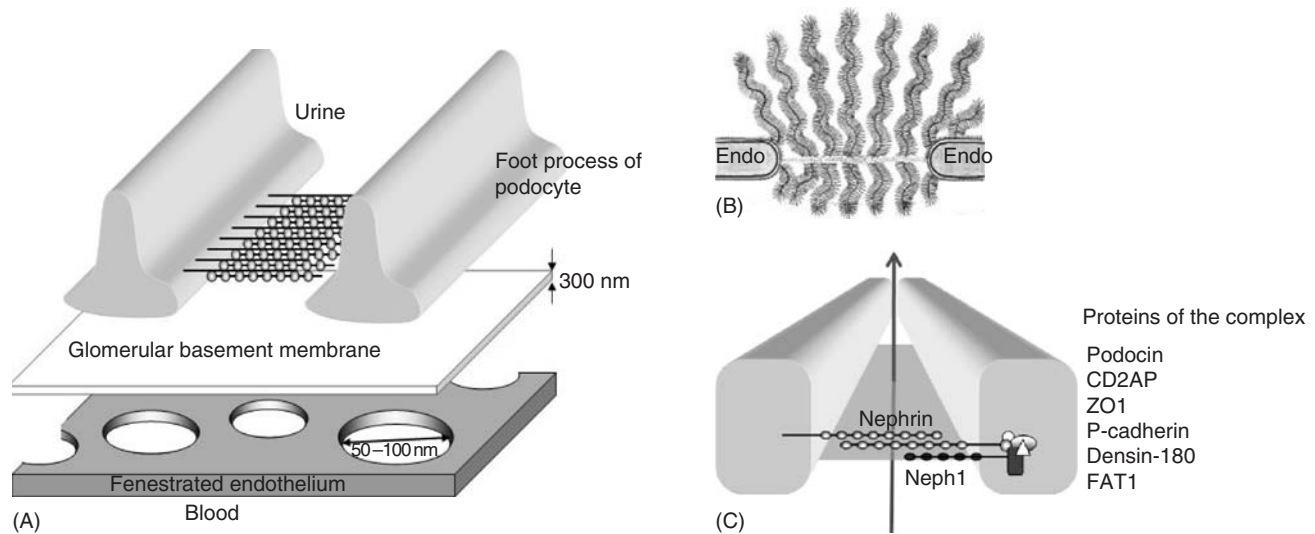 Urine
Foot process of
podocyte
300 nm
Glomerular basement membrane
50–100 nm
Fenestrated endothelium
Blood
(A)
Endo
Endo
(B)
Nephrin
Neph1
Proteins of the complex
Podocin
CD2AP
ZO1
P-cadherin
Densin-180
FAT1
(C)